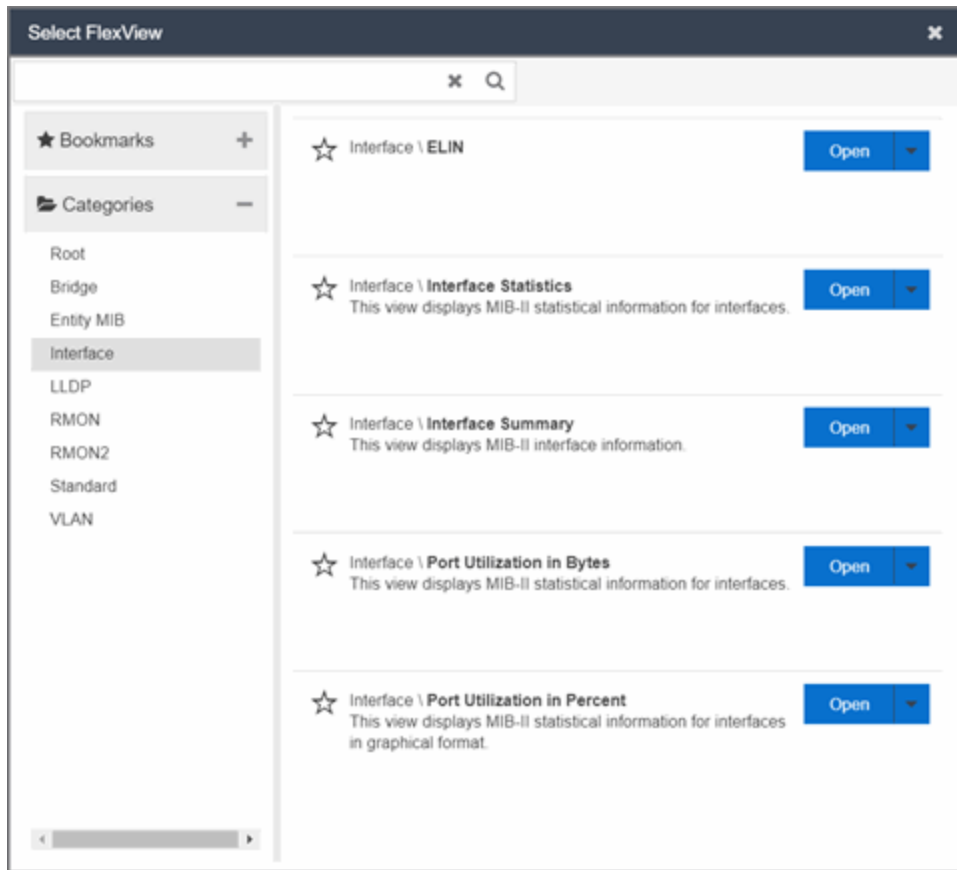 Select FlexView
Bookmarks
Categories
Root
Bridge
Entity MIB
Interface
LLDP
RMON
RMON2
Standard
VLAN
Interface \ ELIN
Open
Interface \ Interface Statistics
This view displays MIB-II statistical information for interfaces.
Open
Interface \ Interface Summary
This view displays MIB-II interface information.
Open
Interface \ Port Utilization in Bytes
This view displays MIB-II statistical information for interfaces.
Open
Interface \ Port Utilization in Percent
This view displays MIB-II statistical information for interfaces
in graphical format.
Open